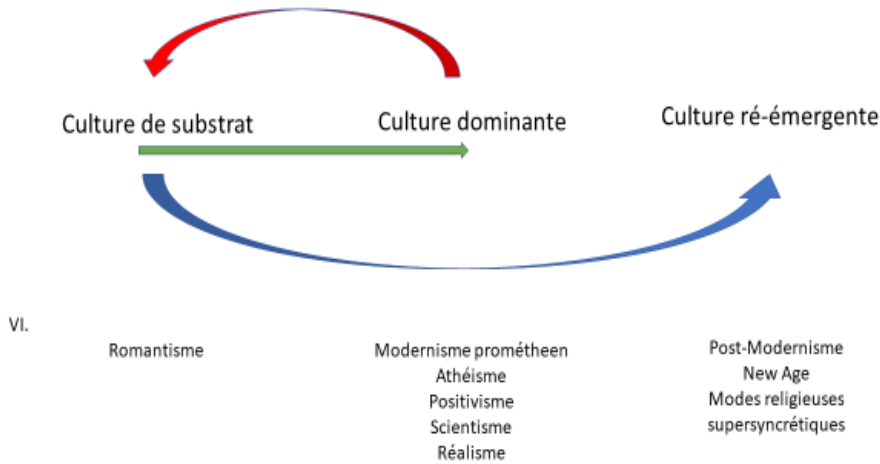 Culture de substrat
Culture dominante
Culture ré-émergente
VI.
Romantisme
Modernisme prométheen
Athéisme
Positivisme
Scientisme
Réalisme
Post-Modernisme
New Age
Modes religieuses
supersyncrétiques